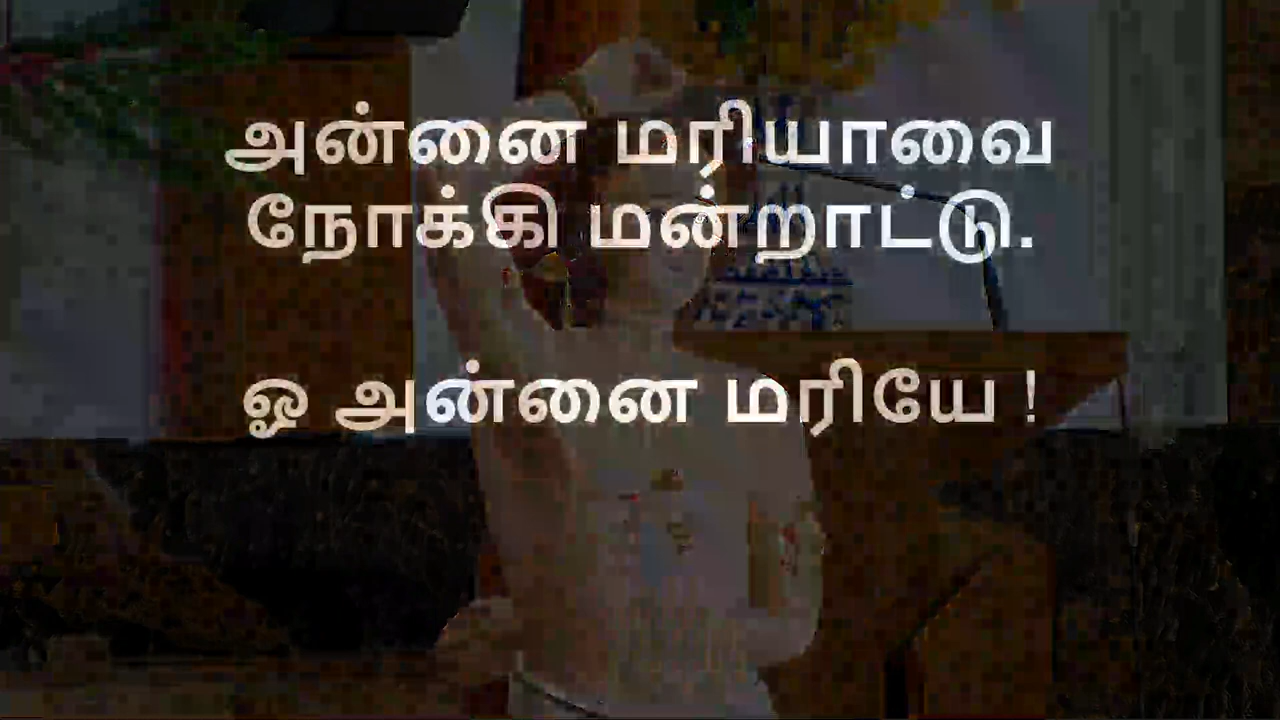 அன்னை மரியாவை
நோக்கி மன்றாட்டு.
ஓ அன்னை மரியே !